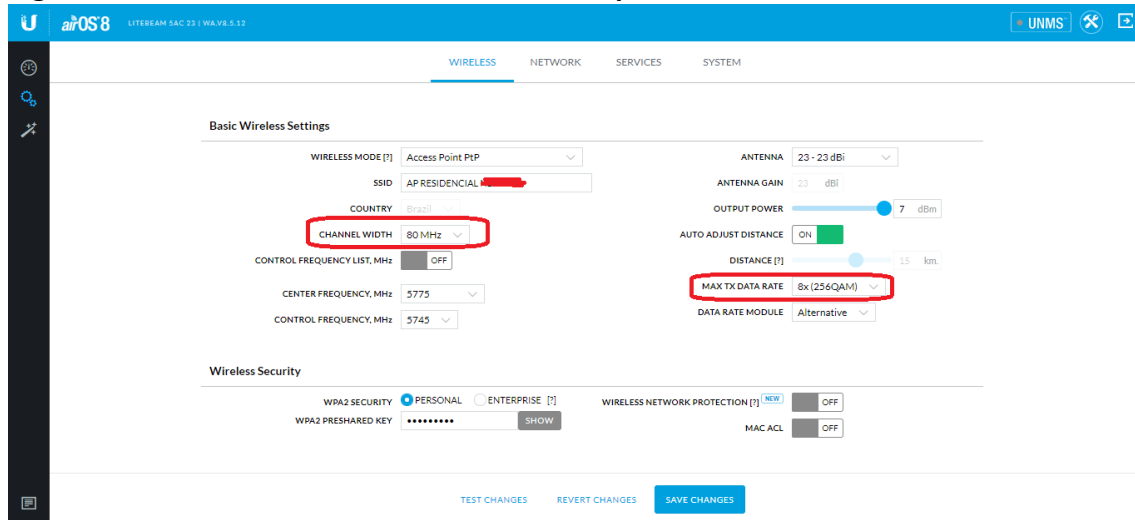 airOS 8 LITEBEAM 5AC 23 | WA.V8.5.12 UNMS
WIRELESS NETWORK SERVICES SYSTEM
Basic Wireless Settings
WIRELESS MODE [?] Access Point PtP ANTENNA 23 - 23 dBi
SSID AP RESIDENCIAL ANTENNA GAIN 23 dBi
COUNTRY Brazil OUTPUT POWER 7 dBm
CHANNEL WIDTH 80 MHz AUTO ADJUST DISTANCE ON
CONTROL FREQUENCY LIST, MHz OFF DISTANCE [?] 15 km.
MAX TX DATA RATE 8x (256QAM)
CENTER FREQUENCY, MHz 5775
DATA RATE MODULE Alternative
CONTROL FREQUENCY, MHz 5745
Wireless Security
WPA2 SECURITY PERSONAL ENTERPRISE [?] WIRELESS NETWORK PROTECTION [?] NEW OFF
WPA2 PRESHARED KEY ••••••••• SHOW
MAC ACL OFF
TEST CHANGES REVERT CHANGES SAVE CHANGES